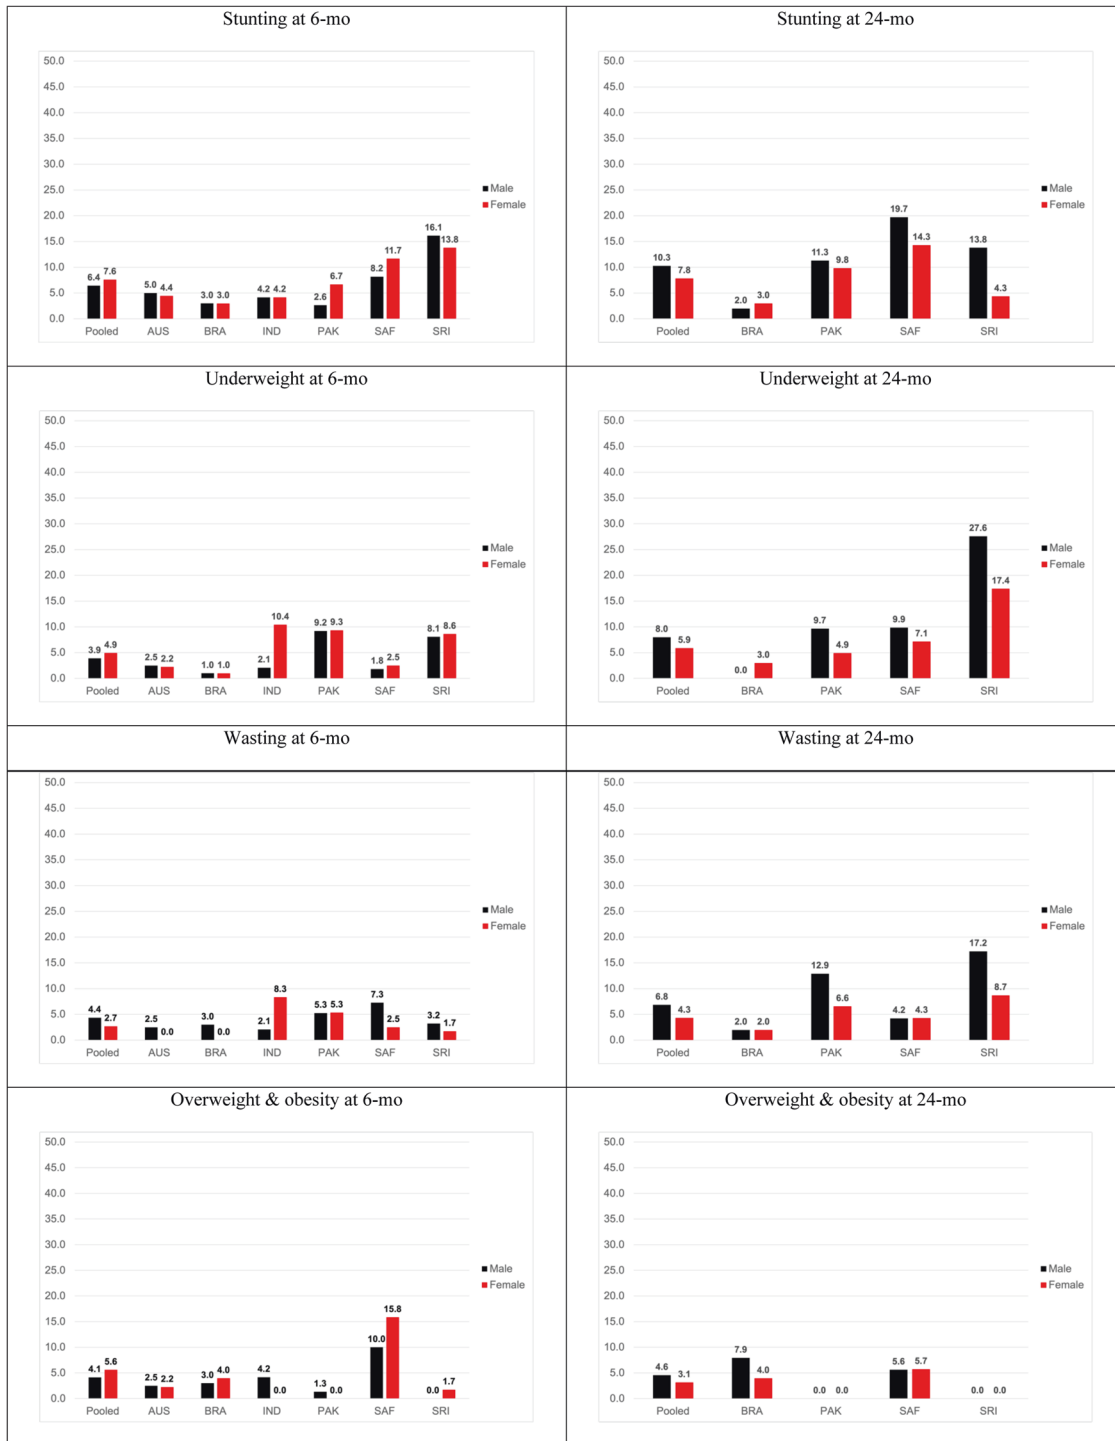 Stunting at 6-mo
50.0
45.0
40.0
35.0
30.0
25.0
20.0
15.0
10.0
5.0
0.0
6.4 7.6 5.0 4.4 3.0 3.0 4.2 4.2 2.6 6.7 8.2 11.7 16.1 13.8
Pooled AUS BRA IND PAK SAF SRI
Male
Female
Stunting at 24-mo
50.0
45.0
40.0
35.0
30.0
25.0
20.0
15.0
10.0
5.0
0.0
10.3 7.8 2.0 3.0 11.3 9.8 19.7 14.3 13.8 4.3
Pooled BRA PAK SAF SRI
Male
Female
Underweight at 6-mo
50.0
45.0
40.0
35.0
30.0
25.0
20.0
15.0
10.0
5.0
0.0
3.9 4.9 2.5 2.2 1.0 1.0 2.1 10.4 9.2 9.3 1.8 2.5 8.1 8.6
Pooled AUS BRA IND PAK SAF SRI
Male
Female
Underweight at 24-mo
50.0
45.0
40.0
35.0
30.0
25.0
20.0
15.0
10.0
5.0
0.0
8.0 5.9 0.0 3.0 9.7 4.9 9.9 7.1 27.6 17.4
Pooled BRA PAK SAF SRI
Male
Female
Wasting at 6-mo
50.0
45.0
40.0
35.0
30.0
25.0
20.0
15.0
10.0
5.0
0.0
4.4 2.7 2.5 0.0 3.0 0.0 2.1 8.3 5.3 5.3 7.3 2.5 3.2 1.7
Pooled AUS BRA IND PAK SAF SRI
Male
Female
Wasting at 24-mo
50.0
45.0
40.0
35.0
30.0
25.0
20.0
15.0
10.0
5.0
0.0
6.8 4.3 2.0 2.0 12.9 6.6 4.2 4.3 17.2 8.7
Pooled BRA PAK SAF SRI
Male
Female
Overweight & obesity at 6-mo
50.0
45.0
40.0
35.0
30.0
25.0
20.0
15.0
10.0
5.0
0.0
4.1 5.6 2.5 2.2 3.0 4.0 4.2 0.0 1.3 0.0 10.0 15.8 0.0 1.7
Pooled AUS BRA IND PAK SAF SRI
Male
Female
Overweight & obesity at 24-mo
50.0
45.0
40.0
35.0
30.0
25.0
20.0
15.0
10.0
5.0
0.0
4.6 3.1 7.9 4.0 0.0 0.0 5.6 5.7 0.0 0.0
Pooled BRA PAK SAF SRI
Male
Female